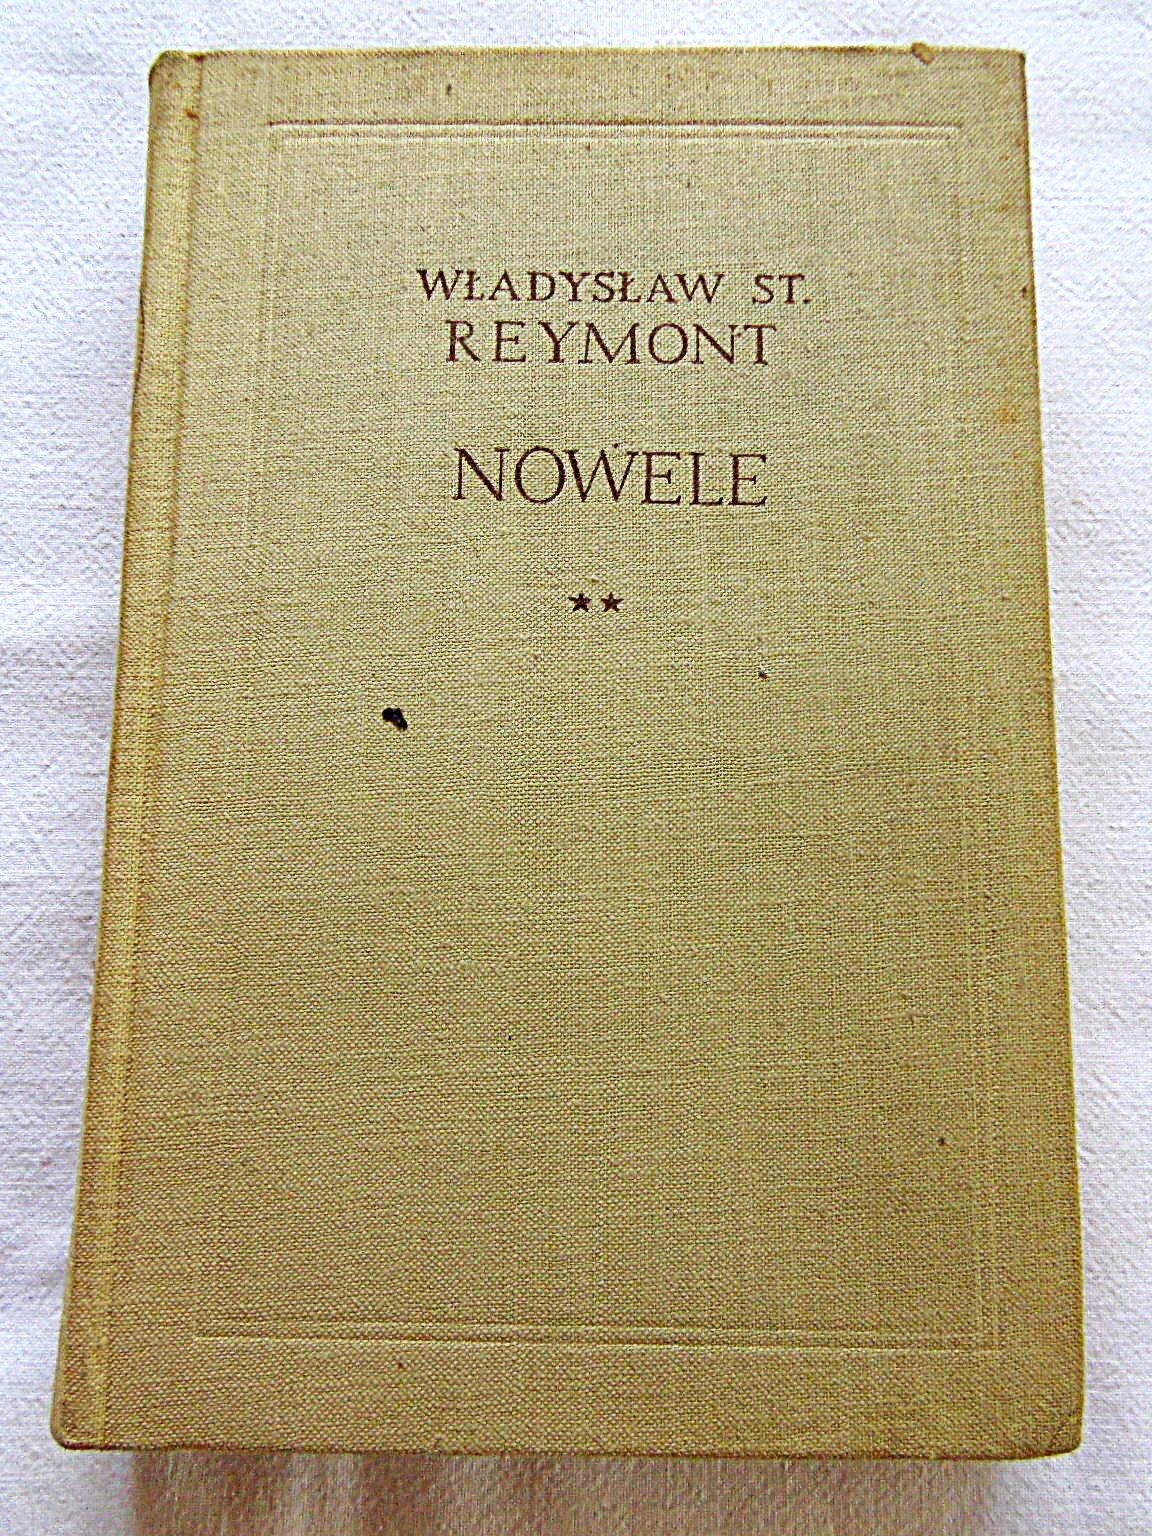 WŁADYSŁAW ST.
REYMONT
NOWELE
★★